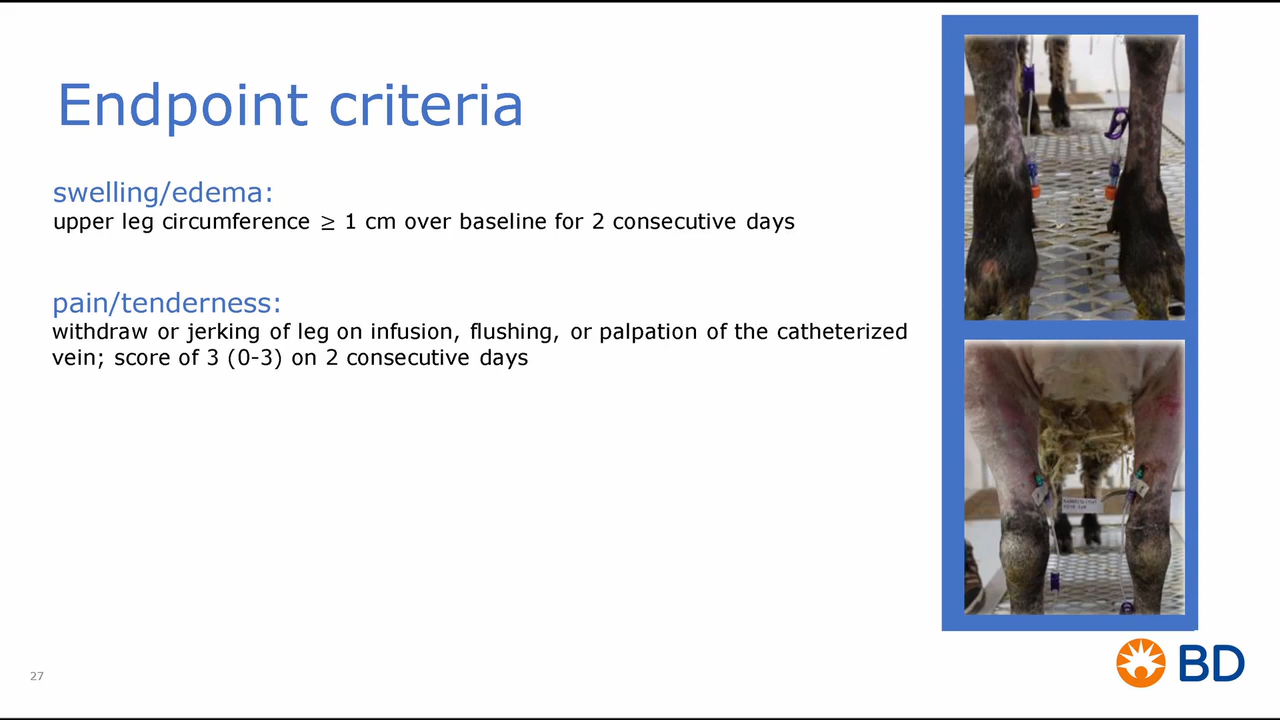 Endpoint criteria
swelling/edema:
upper leg circumference ≥ 1 cm over baseline for 2 consecutive days
pain/tenderness:
withdraw or jerking of leg on infusion, flushing, or palpation of the catheterized
vein; score of 3 (0-3) on 2 consecutive days
27
BD